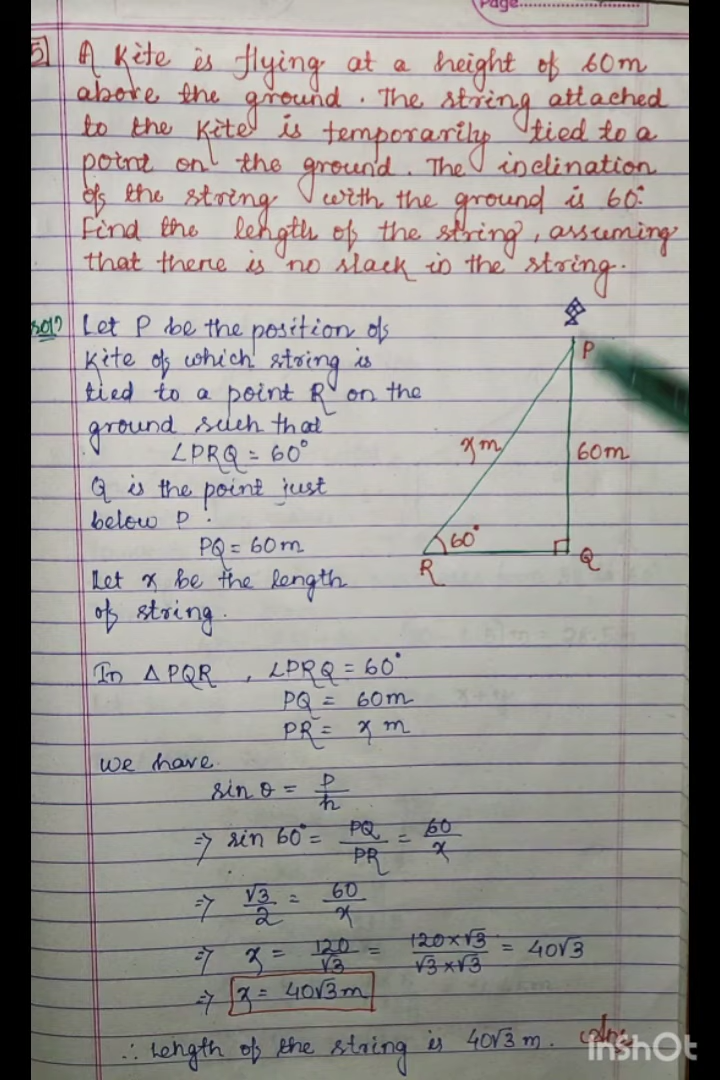 Page
5] A Kite is flying at a height of 60m
above the ground. The string attached
to the Kite is temporarily tied to a
point on the ground. The inclination
of the string with the ground is 60°.
Find the length of the string, assuming
that there is no slack in the string.
Solⁿ Let P be the position of
Kite of which string is
tied to a point R on the
ground such that
∠PRQ = 60°
Q is the point just
below P.
PQ = 60m
Let x be the length
of string.
P
x m
60m
60°
R
Q
In △PQR, ∠PRQ = 60°
PQ = 60m
PR = x m
we have
sin θ = P/h
⇒ sin 60° = PQ/PR = 60/x
⇒ √3/2 = 60/x
⇒ x = 120/√3 = 120×√3/√3×√3 = 40√3
⇒ x = 40√3 m
∴ Length of the string is 40√3 m. Ans
InshOt